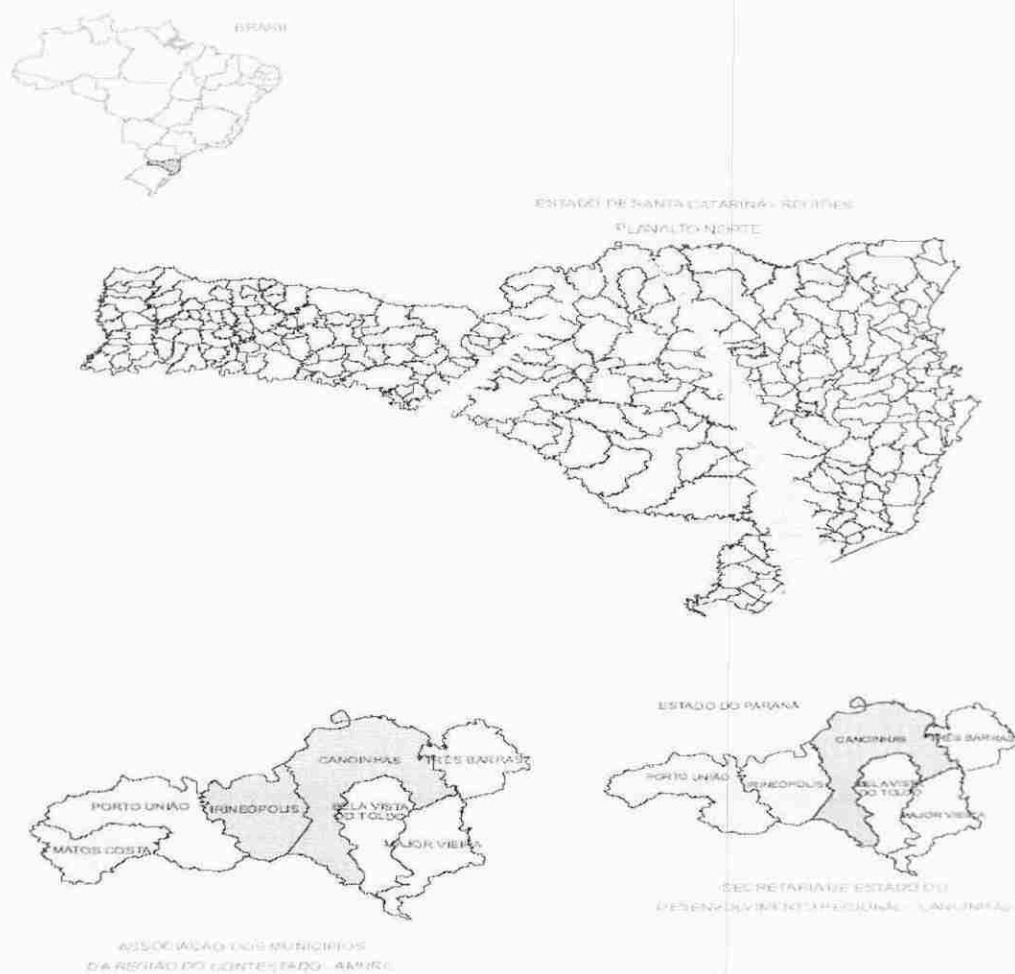 BRASIL
ESTADO DE SANTA CATARINA - REGIÕES
PLANALTO NORTE
ESTADO DO PARANÁ
CANOINHAS
TRÊS BARRAS
PORTO UNIÃO
IRINEÓPOLIS
BELA VISTA
DO TOLDO
MAJOR VIEIRA
SECRETARIA DE ESTADO DO
DESENVOLVIMENTO REGIONAL - CANOINHAS
CANOINHAS
TRÊS BARRAS
PORTO UNIÃO
IRINEÓPOLIS
BELA VISTA
DO TOLDO
MATOS COSTA
MAJOR VIEIRA
ASSOCIAÇÃO DOS MUNICÍPIOS
DA REGIÃO DO CONTESTADO - AMURC